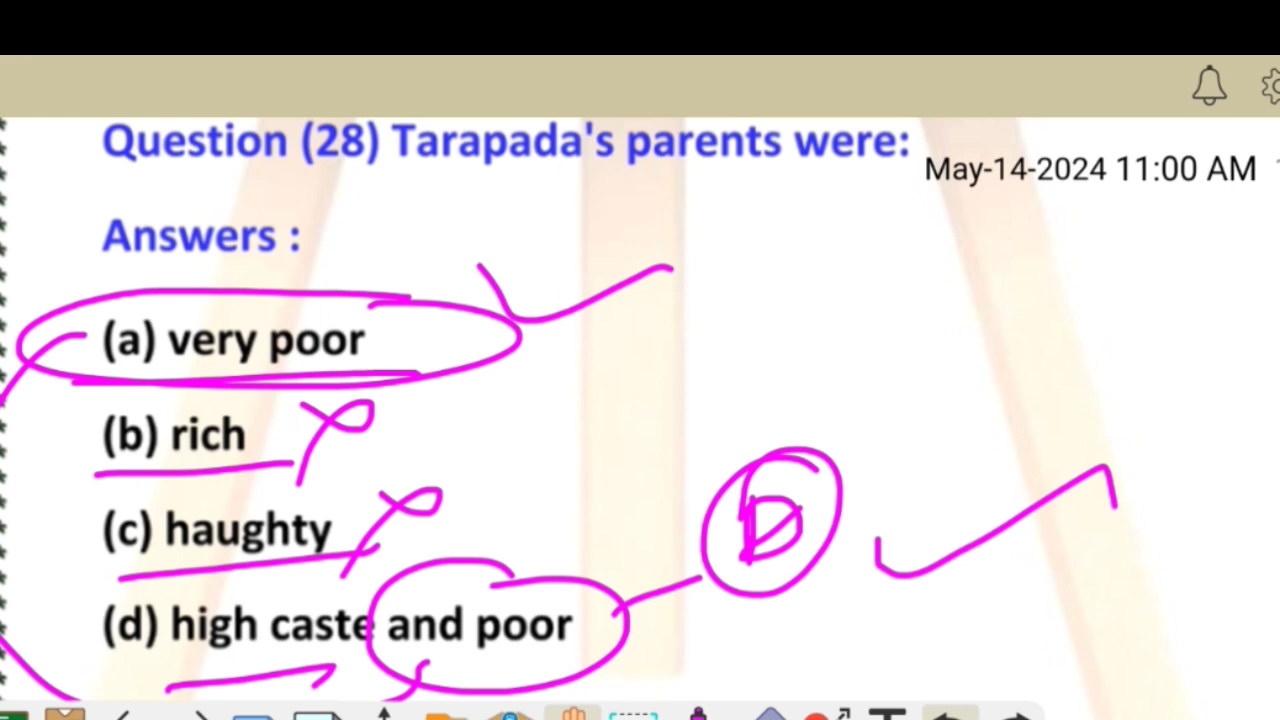 Question (28) Tarapada's parents were:
May-14-2024 11:00 AM
Answers :
(a) very poor
(b) rich
(c) haughty
(d) high caste and poor
D